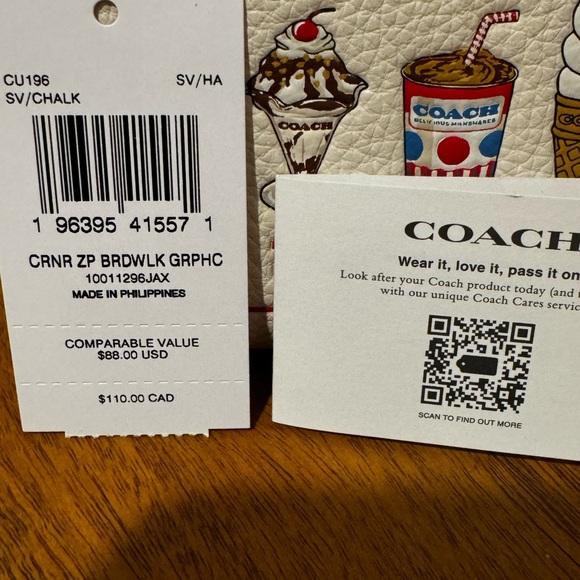 CU196 SV/HA
SV/CHALK
1 96395 41557 1
CRNR ZP BRDWLK GRPHC
10011296JAX
MADE IN PHILIPPINES
COMPARABLE VALUE
$88.00 USD
$110.00 CAD
COACH
COACH
DELICIOUS MILKSHAKES
COACH
Wear it, love it, pass it on
Look after your Coach product today (and
with our unique Coach Cares servic
SCAN TO FIND OUT MORE